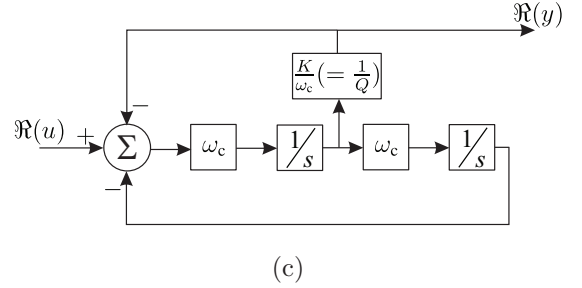 ℜ(y)
K/ω_c (= 1/Q)
−
ℜ(u) +
Σ
ω_c
1/s
ω_c
1/s
−
(c)